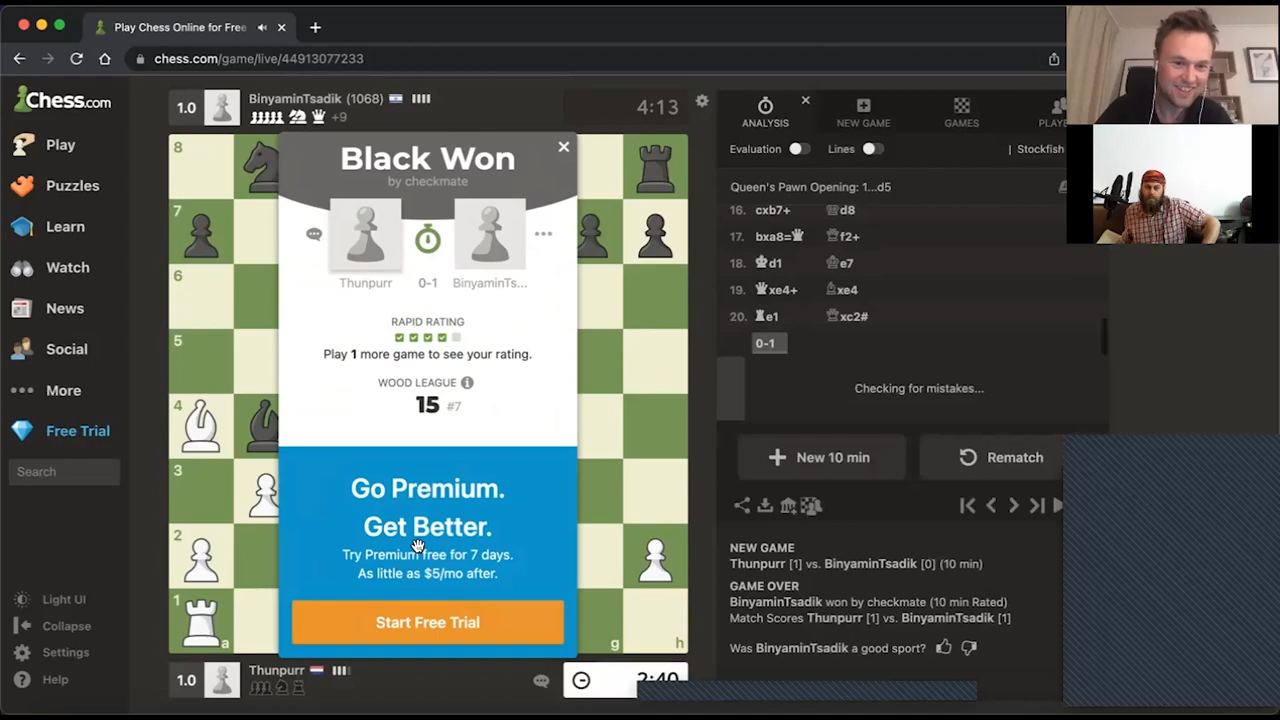 Play Chess Online for Free
chess.com/game/live/44913077233
Chess.com
Play
Puzzles
Learn
Watch
News
Social
More
Free Trial
Search
Light UI
Collapse
Settings
Help
1.0
BinyaminTsadik (1068)
+9
4:13
8
7
6
5
4
3
2
1
a
g
h
Black Won
by checkmate
Thunpurr
0-1
BinyaminTs...
RAPID RATING
Play 1 more game to see your rating.
WOOD LEAGUE
15 #7
Go Premium.
Get Better.
Try Premium free for 7 days.
As little as $5/mo after.
Start Free Trial
1.0
Thunpurr
2:40
ANALYSIS
NEW GAME
GAMES
Evaluation
Lines
| Stockfish
Queen's Pawn Opening: 1...d5
16. cxb7+ d8
17. bxa8= f2+
18. d1 e7
19. xe4+ xe4
20. e1 xc2#
0-1
Checking for mistakes...
New 10 min
Rematch
NEW GAME
Thunpurr [1] vs. BinyaminTsadik [0] (10 min)
GAME OVER
BinyaminTsadik won by checkmate (10 min Rated)
Match Scores Thunpurr [1] vs. BinyaminTsadik [1]
Was BinyaminTsadik a good sport?